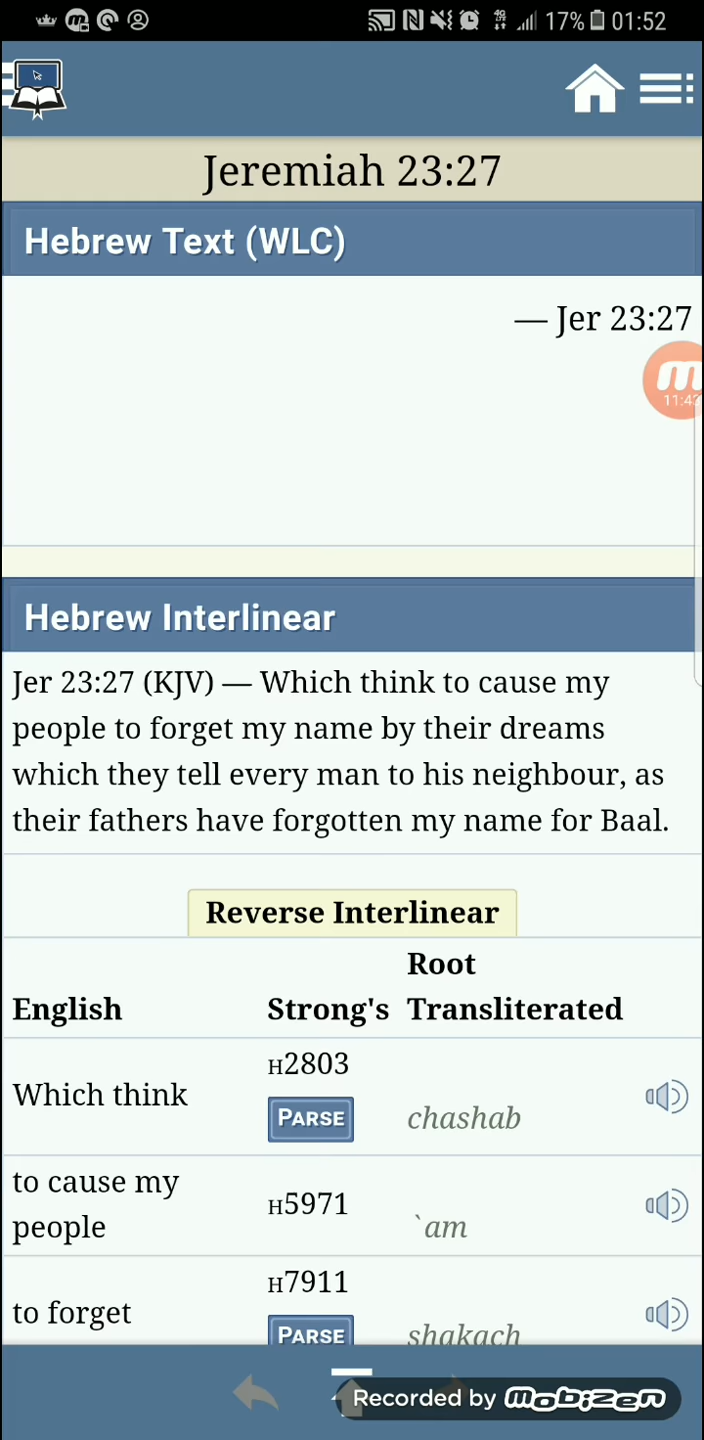 17% 01:52
Jeremiah 23:27
Hebrew Text (WLC)
— Jer 23:27
11:43
Hebrew Interlinear
Jer 23:27 (KJV) — Which think to cause my
people to forget my name by their dreams
which they tell every man to his neighbour, as
their fathers have forgotten my name for Baal.
Reverse Interlinear
English Strong's Root Transliterated
Which think H2803 PARSE chashab
to cause my people H5971 `am
to forget H7911 PARSE shakach
Recorded by mobizen